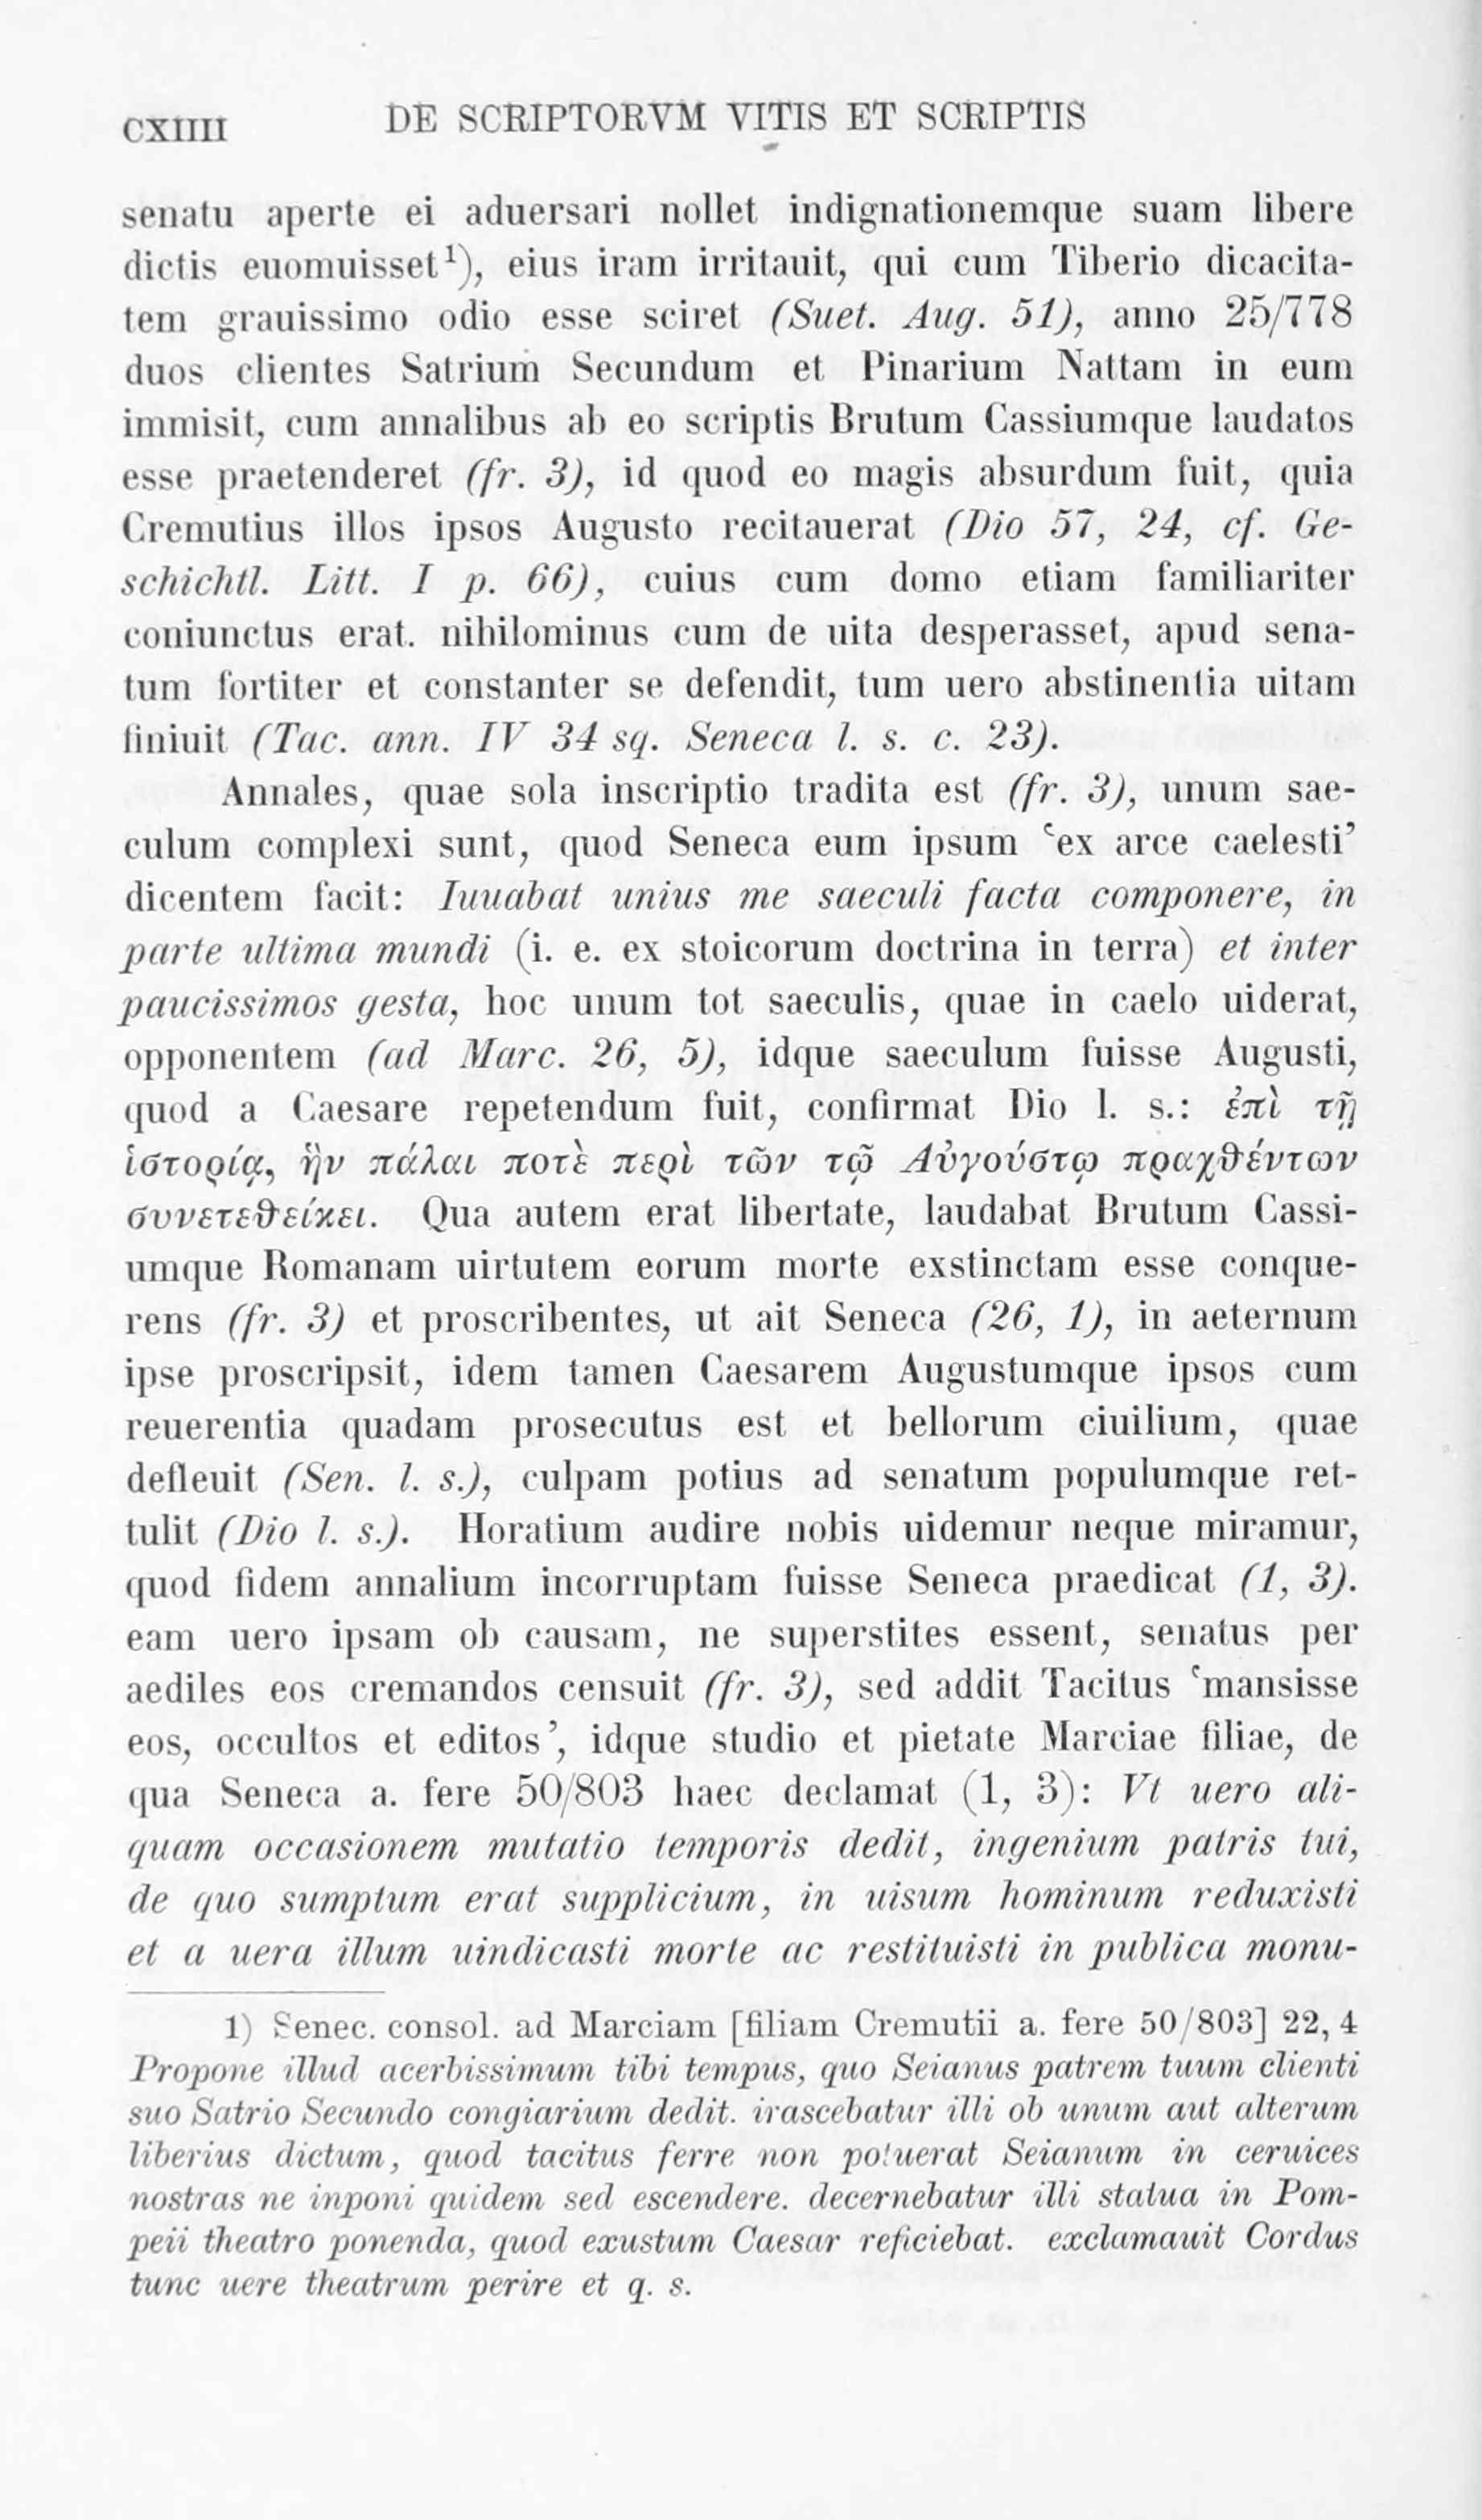 CXIIII DE SCRIPTORVM VITIS ET SCRIPTIS
senatu aperte ei aduersari nollet indignationemque suam libere
dictis euomuisset¹), eius iram irritauit, qui cum Tiberio dicacita-
tem grauissimo odio esse sciret (Suet. Aug. 51), anno 25/778
duos clientes Satrium Secundum et Pinarium Nattam in eum
immisit, cum annalibus ab eo scriptis Brutum Cassiumque laudatos
esse praetenderet (fr. 3), id quod eo magis absurdum fuit, quia
Cremutius illos ipsos Augusto recitauerat (Dio 57, 24, cf. Ge-
schichtl. Litt. I p. 66), cuius cum domo etiam familiariter
coniunctus erat. nihilominus cum de uita desperasset, apud sena-
tum fortiter et constanter se defendit, tum uero abstinentia uitam
finiuit (Tac. ann. IV 34 sq. Seneca l. s. c. 23).
Annales, quae sola inscriptio tradita est (fr. 3), unum sae-
culum complexi sunt, quod Seneca eum ipsum ‘ex arce caelesti’
dicentem facit: Iuuabat unius me saeculi facta componere, in
parte ultima mundi (i. e. ex stoicorum doctrina in terra) et inter
paucissimos gesta, hoc unum tot saeculis, quae in caelo uiderat,
opponentem (ad Marc. 26, 5), idque saeculum fuisse Augusti,
quod a Caesare repetendum fuit, confirmat Dio l. s.: ἐπὶ τῇ
ἱστορίᾳ, ἣν πάλαι ποτὲ περὶ τῶν τῷ Αὐγούστῳ πραχθέντων
συνετεθείκει. Qua autem erat libertate, laudabat Brutum Cassi-
umque Romanam uirtutem eorum morte exstinctam esse conque-
rens (fr. 3) et proscribentes, ut ait Seneca (26, 1), in aeternum
ipse proscripsit, idem tamen Caesarem Augustumque ipsos cum
reuerentia quadam prosecutus est et bellorum ciuilium, quae
defleuit (Sen. l. s.), culpam potius ad senatum populumque ret-
tulit (Dio l. s.). Horatium audire nobis uidemur neque miramur,
quod fidem annalium incorruptam fuisse Seneca praedicat (1, 3).
eam uero ipsam ob causam, ne superstites essent, senatus per
aediles eos cremandos censuit (fr. 3), sed addit Tacitus ‘mansisse
eos, occultos et editos’, idque studio et pietate Marciae filiae, de
qua Seneca a. fere 50/803 haec declamat (1, 3): Vt uero ali-
quam occasionem mutatio temporis dedit, ingenium patris tui,
de quo sumptum erat supplicium, in uisum hominum reduxisti
et a uera illum uindicasti morte ac restituisti in publica monu-
1) Senec. consol. ad Marciam [filiam Cremutii a. fere 50/803] 22, 4
Propone illud acerbissimum tibi tempus, quo Seianus patrem tuum clienti
suo Satrio Secundo congiarium dedit. irascebatur illi ob unum aut alterum
liberius dictum, quod tacitus ferre non potuerat Seianum in ceruices
nostras ne inponi quidem sed escendere. decernebatur illi statua in Pom-
peii theatro ponenda, quod exustum Caesar reficiebat. exclamauit Cordus
tunc uere theatrum perire et q. s.